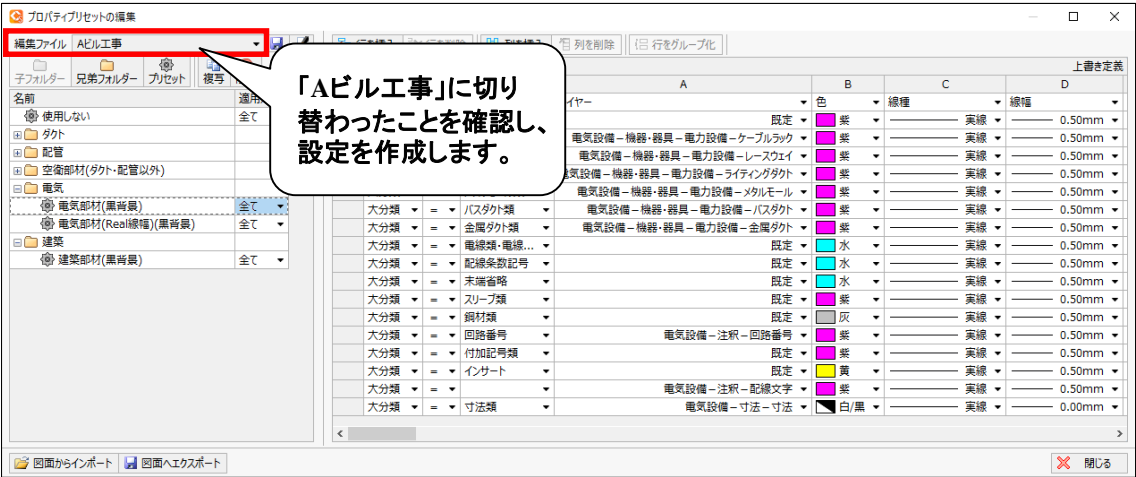 プロパティプリセットの編集
編集ファイル Aビル工事
列を削除 行をグループ化
子フォルダー 兄弟フォルダー プリセット 複写
上書き定義
「Aビル工事」に切り
替わったことを確認し、
設定を作成します。
A B C D
名前 適用 イヤー 色 線種 線幅
使用しない 全て
ダクト
配管
空衛部材(ダクト・配管以外)
電気
電気部材(黒背景) 全て
電気部材(Real線幅)(黒背景) 全て
建築
建築部材(黒背景) 全て
既定 紫 実線 0.50mm
電気設備－機器・器具－電力設備－ケーブルラック 紫 実線 0.50mm
電気設備－機器・器具－電力設備－レースウェイ 紫 実線 0.50mm
電気設備－機器・器具－電力設備－ライティングダクト 紫 実線 0.50mm
電気設備－機器・器具－電力設備－メタルモール 紫 実線 0.50mm
大分類 = バスダクト類 電気設備－機器・器具－電力設備－バスダクト 紫 実線 0.50mm
大分類 = 金属ダクト類 電気設備－機器・器具－電力設備－金属ダクト 紫 実線 0.50mm
大分類 = 電線類・電線... 既定 水 実線 0.50mm
大分類 = 配線条数記号 既定 水 実線 0.50mm
大分類 = 末端省略 既定 水 実線 0.50mm
大分類 = スリーブ類 既定 紫 実線 0.50mm
大分類 = 鋼材類 既定 灰 実線 0.50mm
大分類 = 回路番号 電気設備－注釈－回路番号 紫 実線 0.50mm
大分類 = 付加記号類 既定 紫 実線 0.50mm
大分類 = インサート 既定 黄 実線 0.50mm
大分類 = 電気設備－注釈－配線文字 紫 実線 0.50mm
大分類 = 寸法類 電気設備－寸法－寸法 白/黒 実線 0.00mm
図面からインポート 図面へエクスポート 閉じる